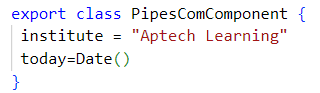 export class PipesComComponent {
institute = "Aptech Learning"
today=Date()
}